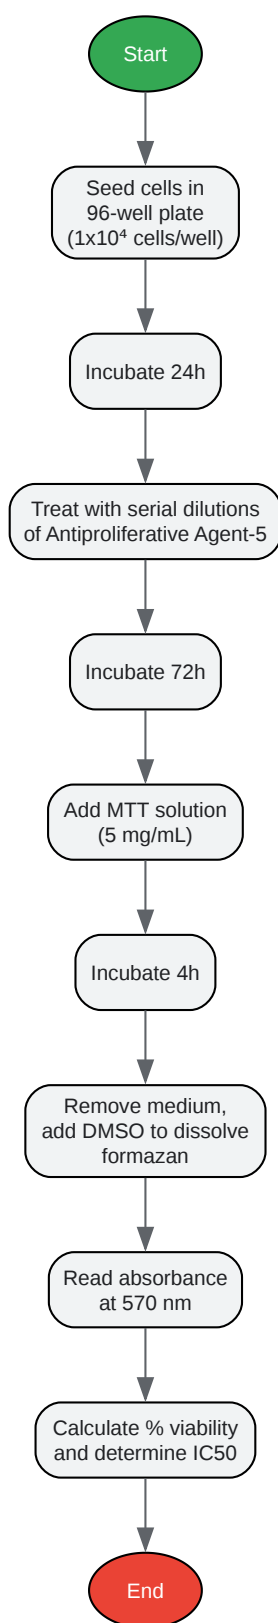 Start
Seed cells in
96-well plate
(1x10⁴ cells/well)
Incubate 24h
Treat with serial dilutions
of Antiproliferative Agent-5
Incubate 72h
Add MTT solution
(5 mg/mL)
Incubate 4h
Remove medium,
add DMSO to dissolve
formazan
Read absorbance
at 570 nm
Calculate % viability
and determine IC50
End